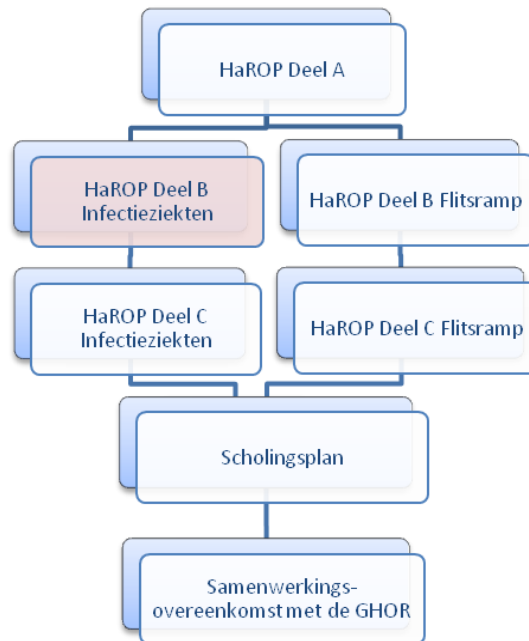 HaROP Deel A
HaROP Deel B
Infectieziekten
HaROP Deel B Flitsramp
HaROP Deel C
Infectieziekten
HaROP Deel C Flitsramp
Scholingsplan
Samenwerkings-
overeenkomst met de GHOR